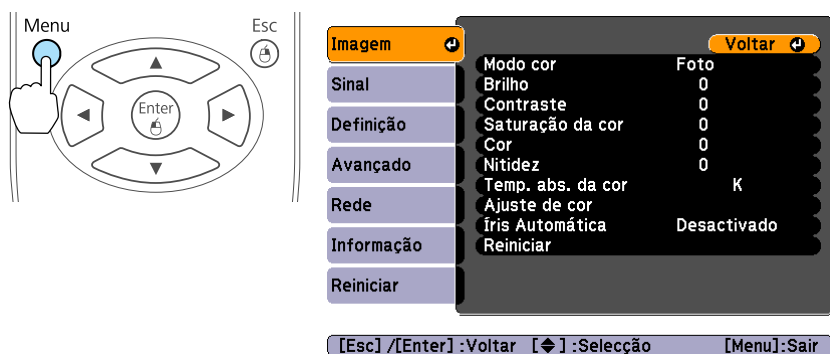 Menu
Esc
Enter
Imagem
Sinal
Definição
Avançado
Rede
Informação
Reiniciar
Voltar
Modo cor Foto
Brilho 0
Contraste 0
Saturação da cor 0
Cor 0
Nitidez 0
Temp. abs. da cor K
Ajuste de cor
Íris Automática Desactivado
Reiniciar
[Esc] /[Enter] :Voltar [◆] :Selecção [Menu]:Sair